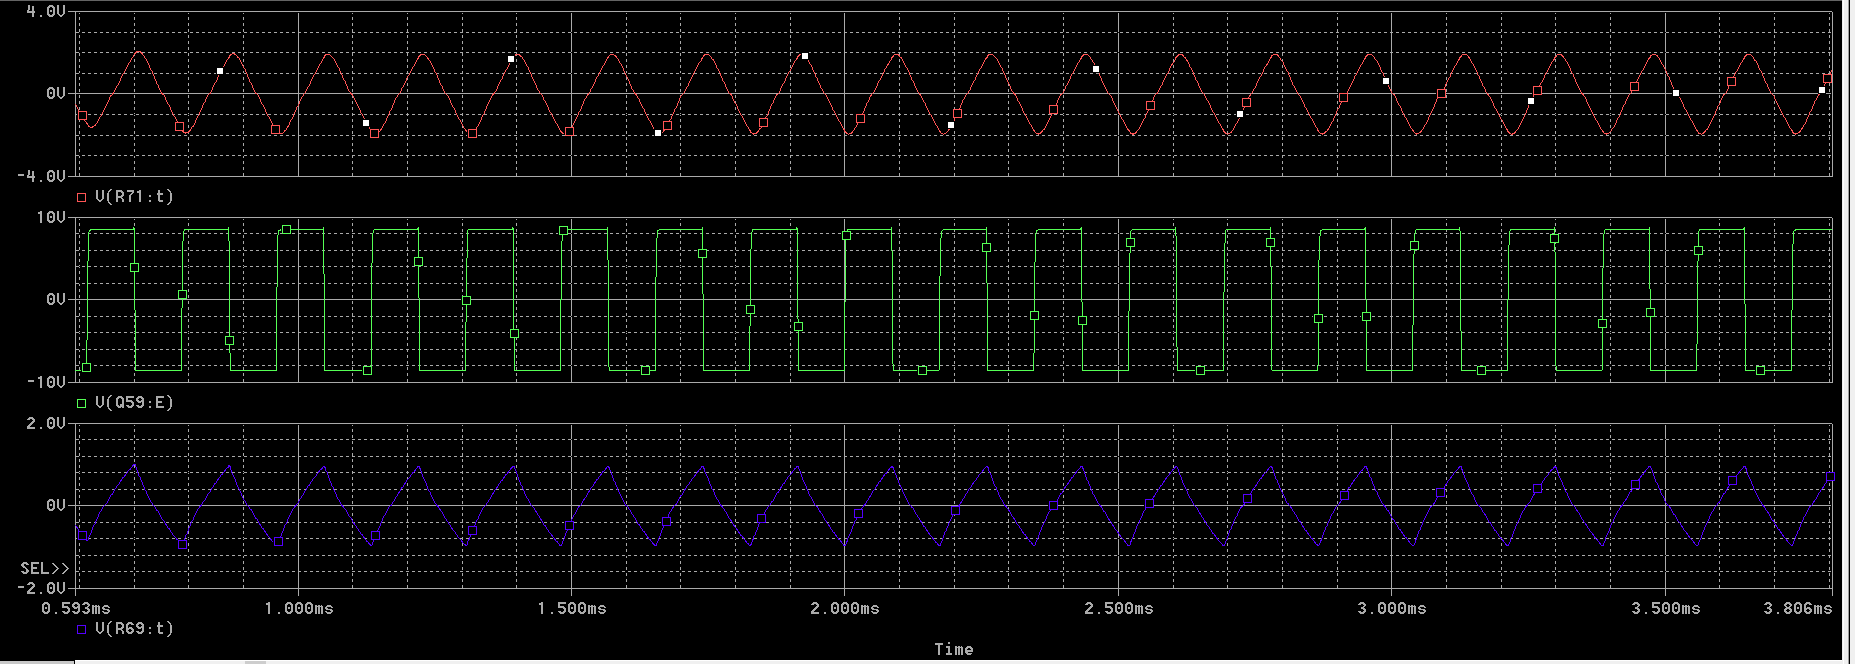 4.0V
0V
-4.0V
V(R71:t)
10V
0V
-10V
V(Q59:E)
2.0V
0V
SEL>>
-2.0V
0.593ms 1.000ms 1.500ms 2.000ms 2.500ms 3.000ms 3.500ms 3.806ms
V(R69:t)
Time